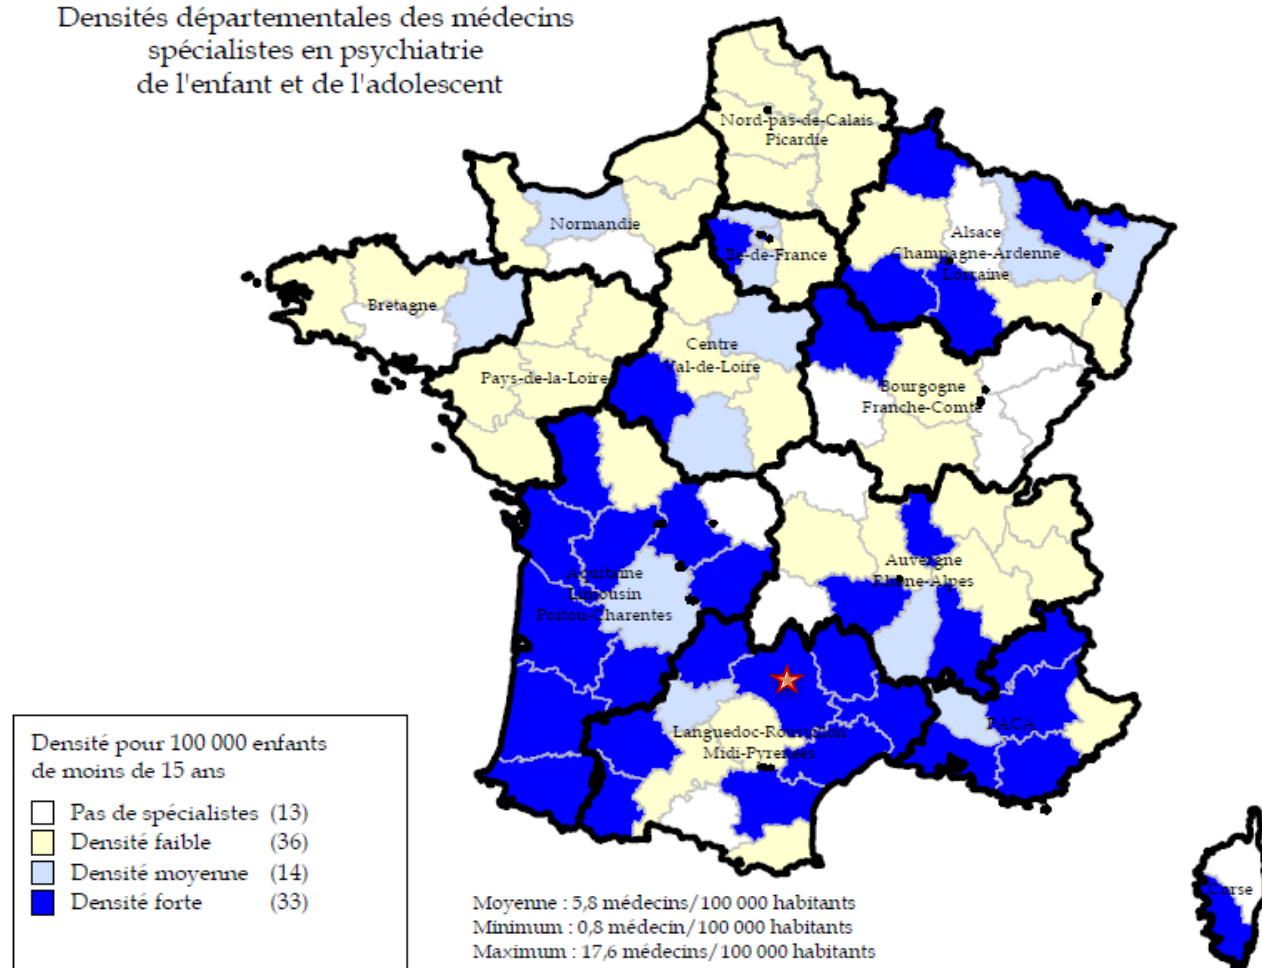 Densités départementales des médecins
spécialistes en psychiatrie
de l'enfant et de l'adolescent
Nord-pas-de-Calais
Picardie
Normandie
Ile-de-France
Alsace
Champagne-Ardenne
Lorraine
Bretagne
Centre
Val-de-Loire
Pays-de-la-Loire
Bourgogne
Franche-Comté
Auvergne
Rhône-Alpes
Aquitaine
Limousin
Poitou-Charentes
Languedoc-Roussillon
Midi-Pyrénées
PACA
Corse
Densité pour 100 000 enfants
de moins de 15 ans
Pas de spécialistes (13)
Densité faible (36)
Densité moyenne (14)
Densité forte (33)
Moyenne : 5,8 médecins/100 000 habitants
Minimum : 0,8 médecin/100 000 habitants
Maximum : 17,6 médecins/100 000 habitants